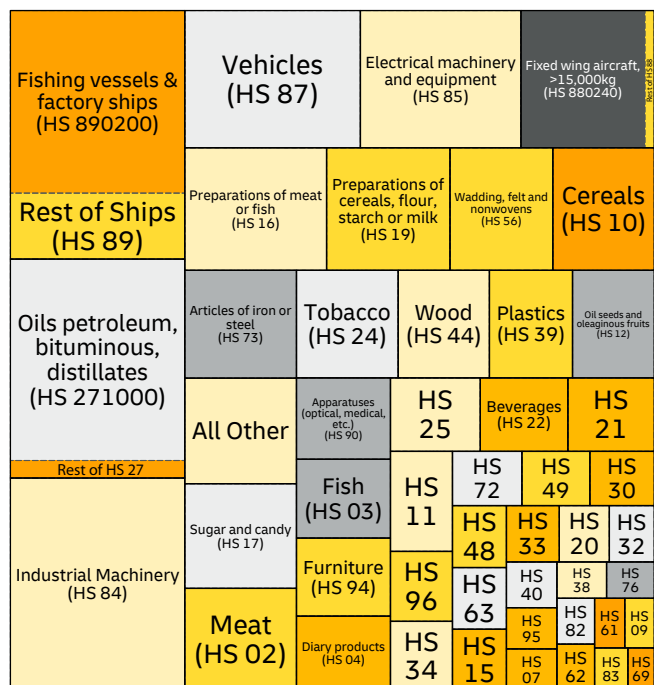 Fishing vessels &
factory ships
(HS 890200)
Rest of Ships
(HS 89)
Oils petroleum,
bituminous,
distillates
(HS 271000)
Rest of HS 27
Industrial Machinery
(HS 84)
Vehicles
(HS 87)
Electrical machinery
and equipment
(HS 85)
Fixed wing aircraft,
>15,000kg
(HS 880240)
Rest of HS 88
Preparations of meat
or fish
(HS 16)
Preparations of
cereals, flour,
starch or milk
(HS 19)
Wadding, felt and
nonwovens
(HS 56)
Cereals
(HS 10)
Articles of iron or
steel
(HS 73)
Tobacco
(HS 24)
Wood
(HS 44)
Plastics
(HS 39)
Oil seeds and
oleaginous fruits
(HS 12)
All Other
Sugar and candy
(HS 17)
Meat
(HS 02)
Apparatuses
(optical, medical,
etc.)
(HS 90)
Fish
(HS 03)
Furniture
(HS 94)
Diary products
(HS 04)
HS
25
Beverages
(HS 22)
HS
21
HS
11
HS
96
HS
34
HS
72
HS
49
HS
30
HS
48
HS
63
HS
15
HS
33
HS
20
HS
32
HS
40
HS
95
HS
07
HS
38
HS
76
HS
82
HS
61
HS
09
HS
62
HS
83
HS
69